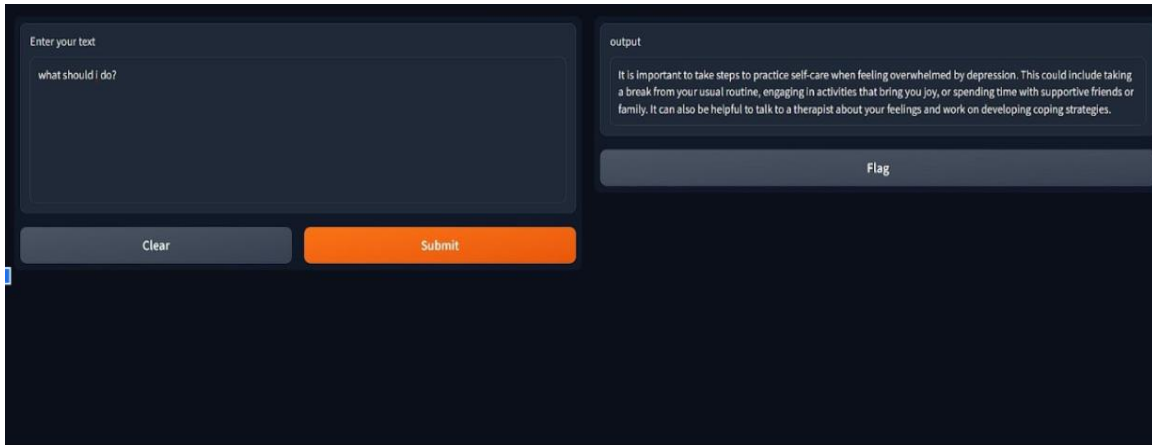 Enter your text
what should i do?
Clear
Submit
output
It is important to take steps to practice self-care when feeling overwhelmed by depression. This could include taking
a break from your usual routine, engaging in activities that bring you joy, or spending time with supportive friends or
family. It can also be helpful to talk to a therapist about your feelings and work on developing coping strategies.
Flag